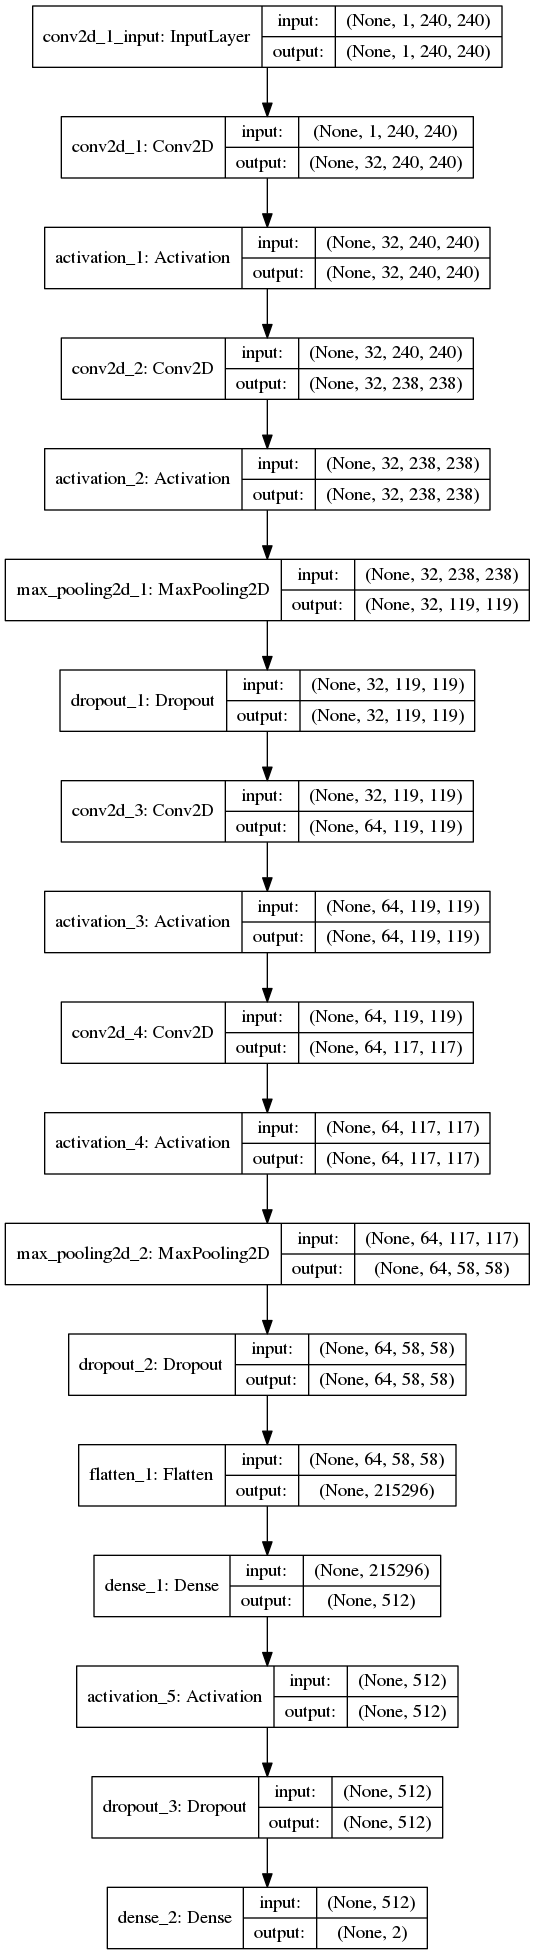 conv2d_1_input: InputLayer
input: (None, 1, 240, 240)
output: (None, 1, 240, 240)
conv2d_1: Conv2D
input: (None, 1, 240, 240)
output: (None, 32, 240, 240)
activation_1: Activation
input: (None, 32, 240, 240)
output: (None, 32, 240, 240)
conv2d_2: Conv2D
input: (None, 32, 240, 240)
output: (None, 32, 238, 238)
activation_2: Activation
input: (None, 32, 238, 238)
output: (None, 32, 238, 238)
max_pooling2d_1: MaxPooling2D
input: (None, 32, 238, 238)
output: (None, 32, 119, 119)
dropout_1: Dropout
input: (None, 32, 119, 119)
output: (None, 32, 119, 119)
conv2d_3: Conv2D
input: (None, 32, 119, 119)
output: (None, 64, 119, 119)
activation_3: Activation
input: (None, 64, 119, 119)
output: (None, 64, 119, 119)
conv2d_4: Conv2D
input: (None, 64, 119, 119)
output: (None, 64, 117, 117)
activation_4: Activation
input: (None, 64, 117, 117)
output: (None, 64, 117, 117)
max_pooling2d_2: MaxPooling2D
input: (None, 64, 117, 117)
output: (None, 64, 58, 58)
dropout_2: Dropout
input: (None, 64, 58, 58)
output: (None, 64, 58, 58)
flatten_1: Flatten
input: (None, 64, 58, 58)
output: (None, 215296)
dense_1: Dense
input: (None, 215296)
output: (None, 512)
activation_5: Activation
input: (None, 512)
output: (None, 512)
dropout_3: Dropout
input: (None, 512)
output: (None, 512)
dense_2: Dense
input: (None, 512)
output: (None, 2)